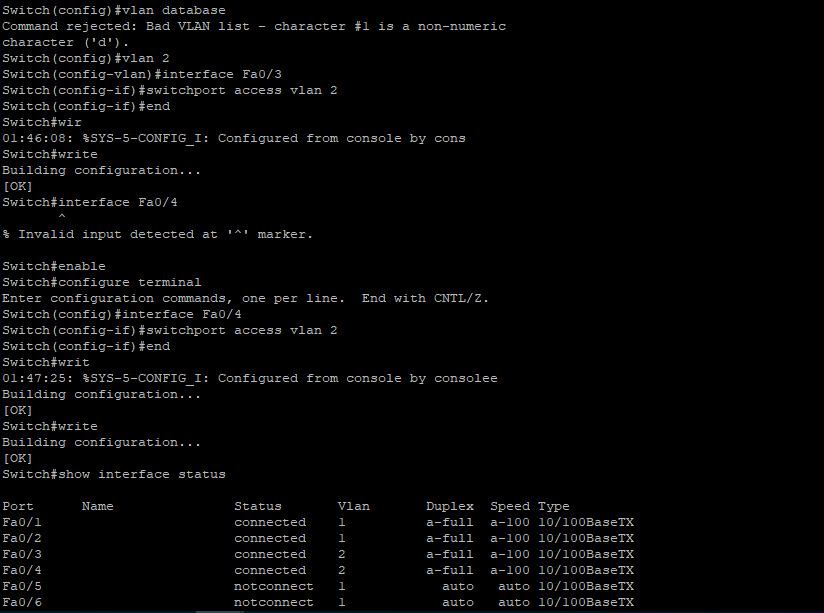 Switch(config)#vlan database
Command rejected: Bad VLAN list - character #1 is a non-numeric
character ('d').
Switch(config)#vlan 2
Switch(config-vlan)#interface Fa0/3
Switch(config-if)#switchport access vlan 2
Switch(config-if)#end
Switch#wir
01:46:08: %SYS-5-CONFIG_I: Configured from console by cons
Switch#write
Building configuration...
[OK]
Switch#interface Fa0/4
^
% Invalid input detected at '^' marker.
Switch#enable
Switch#configure terminal
Enter configuration commands, one per line.  End with CNTL/Z.
Switch(config)#interface Fa0/4
Switch(config-if)#switchport access vlan 2
Switch(config-if)#end
Switch#writ
01:47:25: %SYS-5-CONFIG_I: Configured from console by consolee
Building configuration...
[OK]
Switch#write
Building configuration...
[OK]
Switch#show interface status
Port      Name               Status       Vlan       Duplex  Speed Type
Fa0/1                        connected    1          a-full  a-100 10/100BaseTX
Fa0/2                        connected    1          a-full  a-100 10/100BaseTX
Fa0/3                        connected    2          a-full  a-100 10/100BaseTX
Fa0/4                        connected    2          a-full  a-100 10/100BaseTX
Fa0/5                        notconnect   1            auto   auto 10/100BaseTX
Fa0/6                        notconnect   1            auto   auto 10/100BaseTX